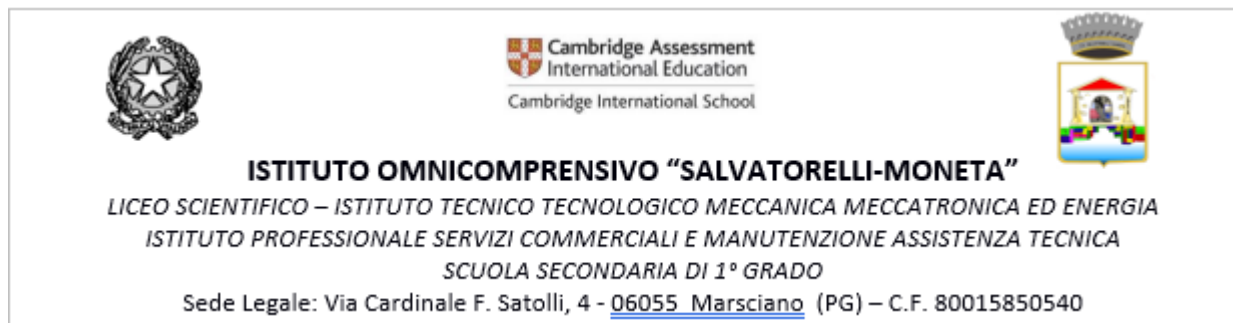 Cambridge Assessment
International Education
Cambridge International School
ISTITUTO OMNICOMPRENSIVO “SALVATORELLI-MONETA”
LICEO SCIENTIFICO – ISTITUTO TECNICO TECNOLOGICO MECCANICA MECCATRONICA ED ENERGIA
ISTITUTO PROFESSIONALE SERVIZI COMMERCIALI E MANUTENZIONE ASSISTENZA TECNICA
SCUOLA SECONDARIA DI 1° GRADO
Sede Legale: Via Cardinale F. Satolli, 4 - 06055 Marsciano (PG) – C.F. 80015850540